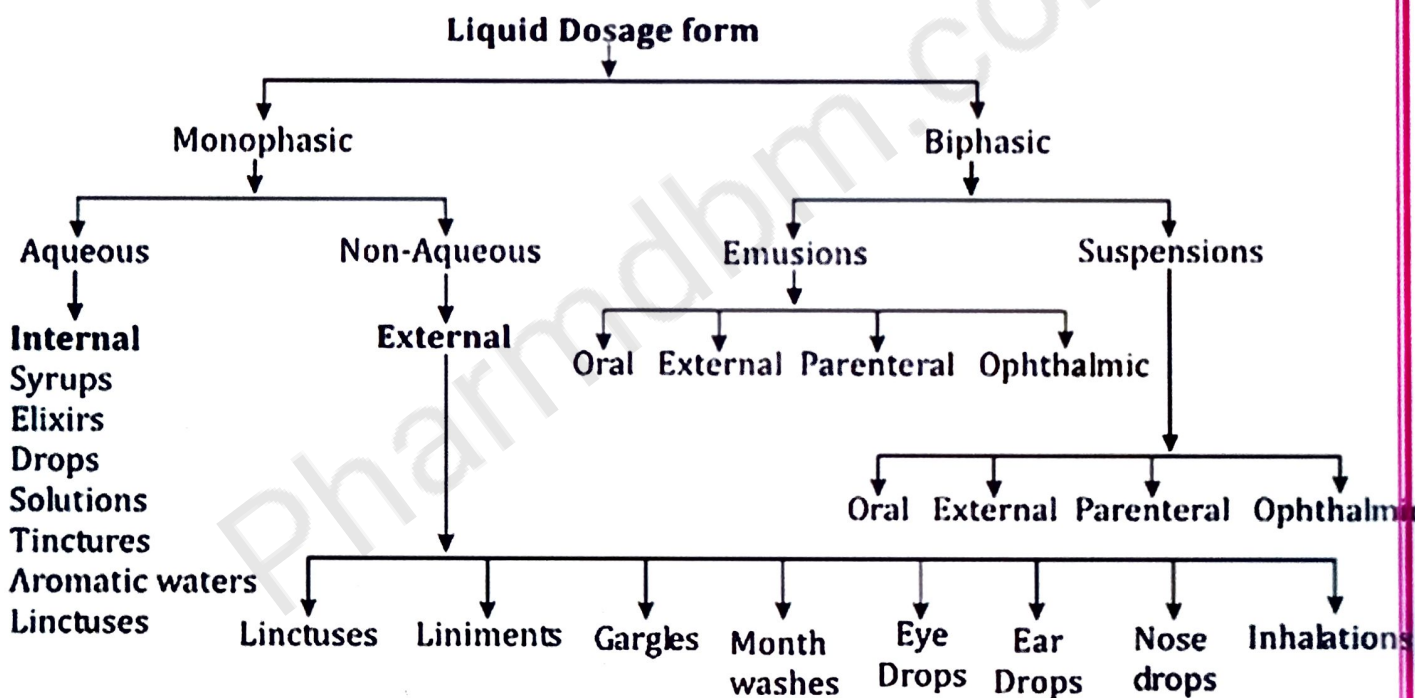 Liquid Dosage form
Monophasic Biphasic
Aqueous Non-Aqueous Emusions Suspensions
Internal External
Oral External Parenteral Ophthalmic
Syrups
Elixirs
Drops
Solutions
Oral External Parenteral
Tinctures
Aromatic waters
Linctuses
Linctuses Liniments Gargles Month washes Eye Drops Ear Drops Nose drops Inhalations
Pharmdbm.co